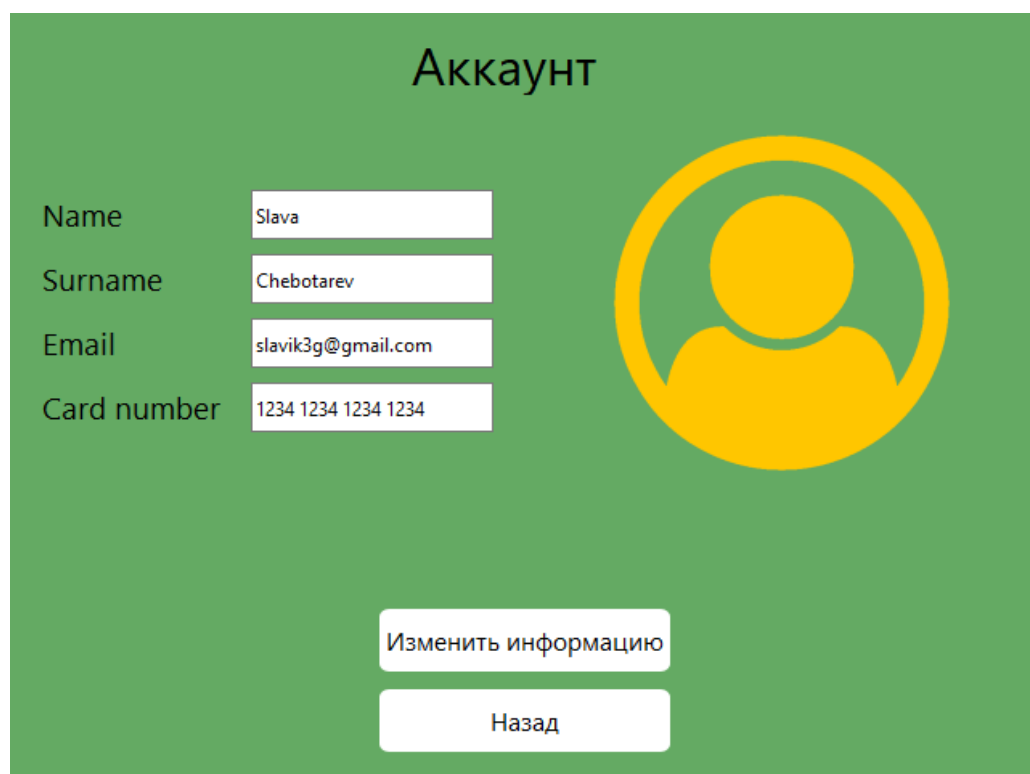 Аккаунт
Name Slava
Surname Chebotarev
Email slavik3g@gmail.com
Card number 1234 1234 1234 1234
Изменить информацию
Назад